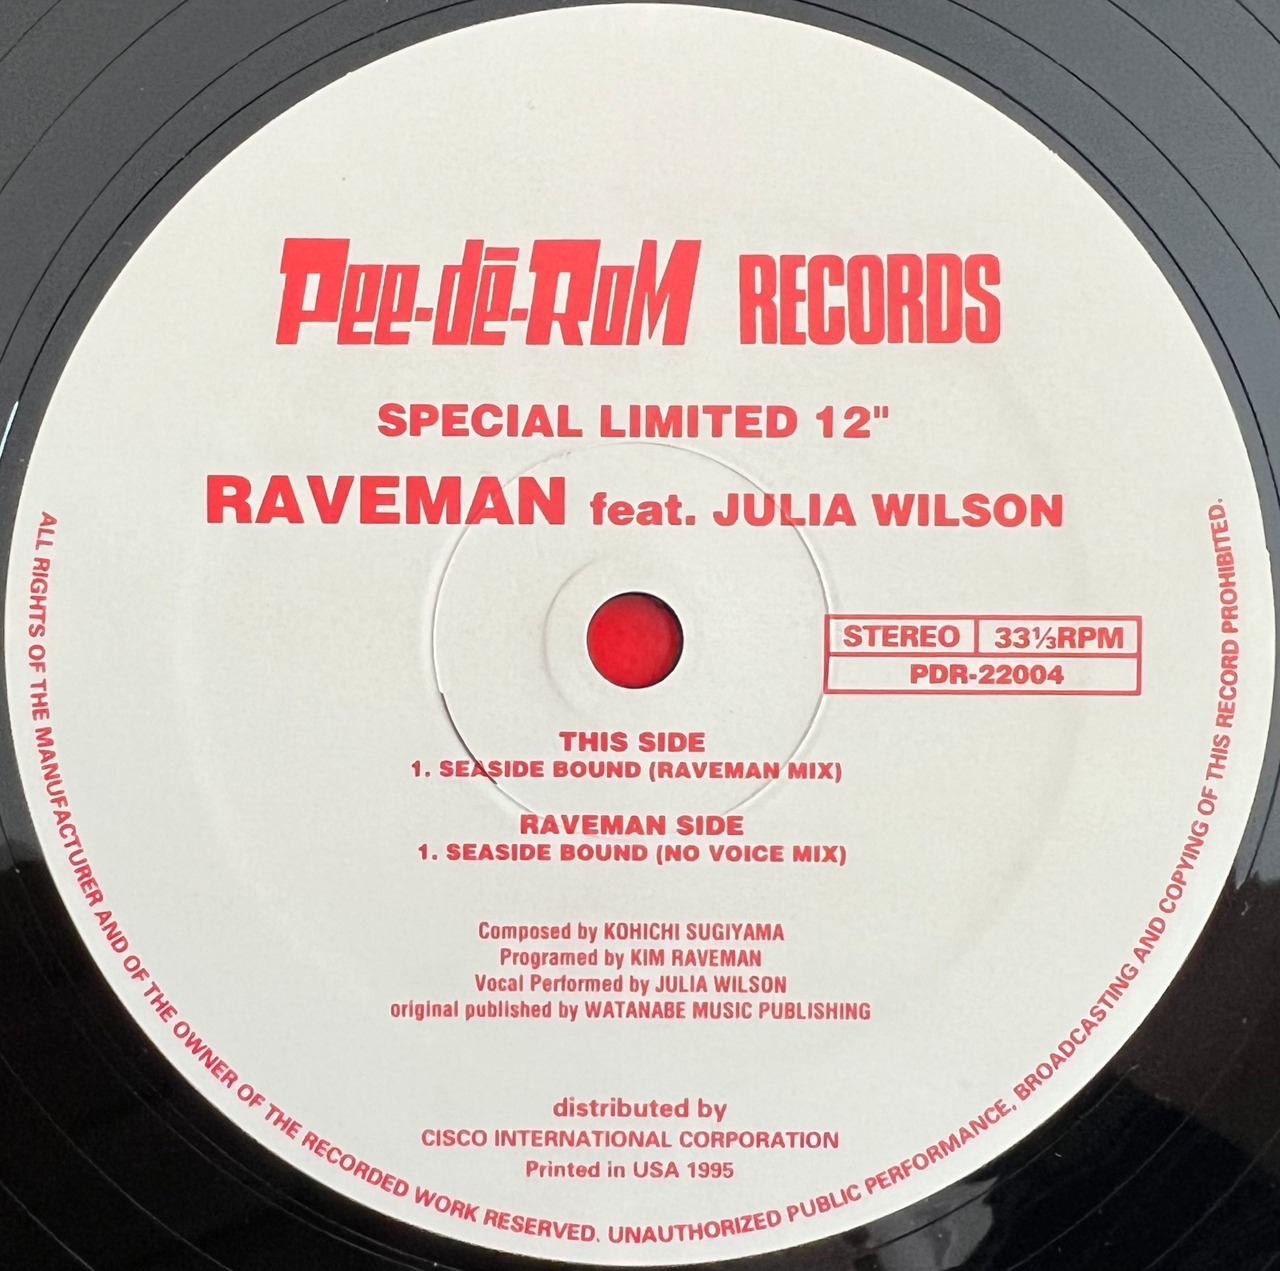 Pee-dē-RoM RECORDS
SPECIAL LIMITED 12"
RAVEMAN feat. JULIA WILSON
STEREO 33⅓RPM
PDR-22004
THIS SIDE
1. SEASIDE BOUND (RAVEMAN MIX)
RAVEMAN SIDE
1. SEASIDE BOUND (NO VOICE MIX)
Composed by KOHICHI SUGIYAMA
Programed by KIM RAVEMAN
Vocal Performed by JULIA WILSON
original published by WATANABE MUSIC PUBLISHING
distributed by
CISCO INTERNATIONAL CORPORATION
Printed in USA 1995
ALL RIGHTS OF THE MANUFACTURER AND OF THE OWNER OF THE RECORDED WORK RESERVED. UNAUTHORIZED PUBLIC PERFORMANCE, BROADCASTING AND COPYING OF THIS RECORD PROHIBITED.